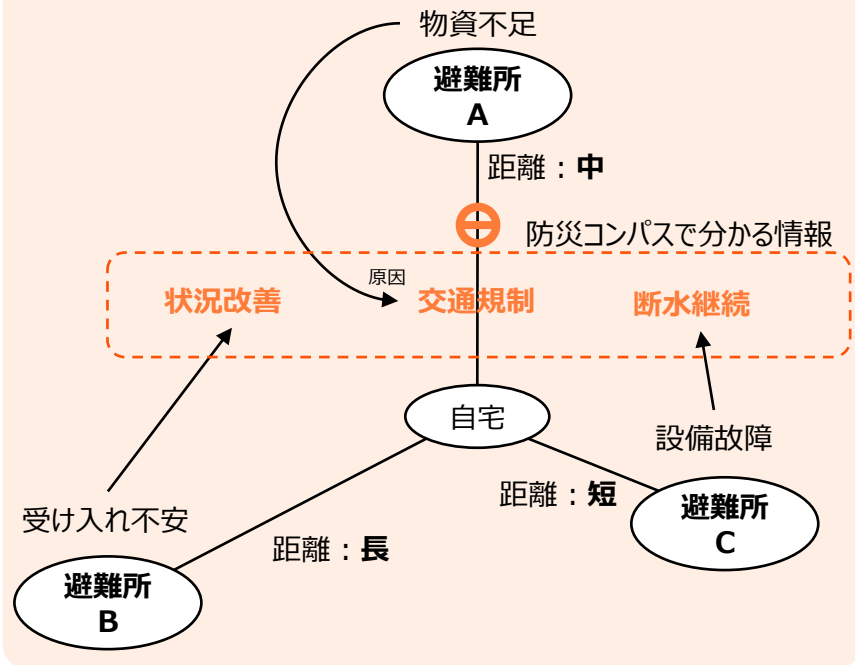 物資不足
避難所
A
距離：中
防災コンパスで分かる情報
原因
状況改善
交通規制
断水継続
自宅
設備故障
距離：短
避難所
C
受け入れ不安
距離：長
避難所
B